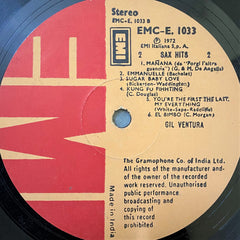 Stereo
EMC-E. 1033 B
EMI
EMC-E. 1033
℗ 1972
EMI Italiana S.p.A.
2 SAX HITS 2
1. MAÑANA (da "Porgi l'altra
guancia") (G. & M. De Angelis)
2. EMMANUELLE (Bachelet)
3. SUGAR BABY LOVE
(Bickerton-Waddington)
4. KUNG FU FIHHTING
(C. Douglas)
5. YOU'RE THE FIRST THE LAST,
MY EVERYTHING
(White-Sepe-Radcliffe)
6. EL BIMBO (C. Morgan)
GIL VENTURA
The Gramophone Co. of India Ltd.
All rights of the manufacturer and-
of the owner of the recorded
work reserved. Unauthorised
public performance,
broadcasting and
copying of this
record prohibited.
Made in India
EMI